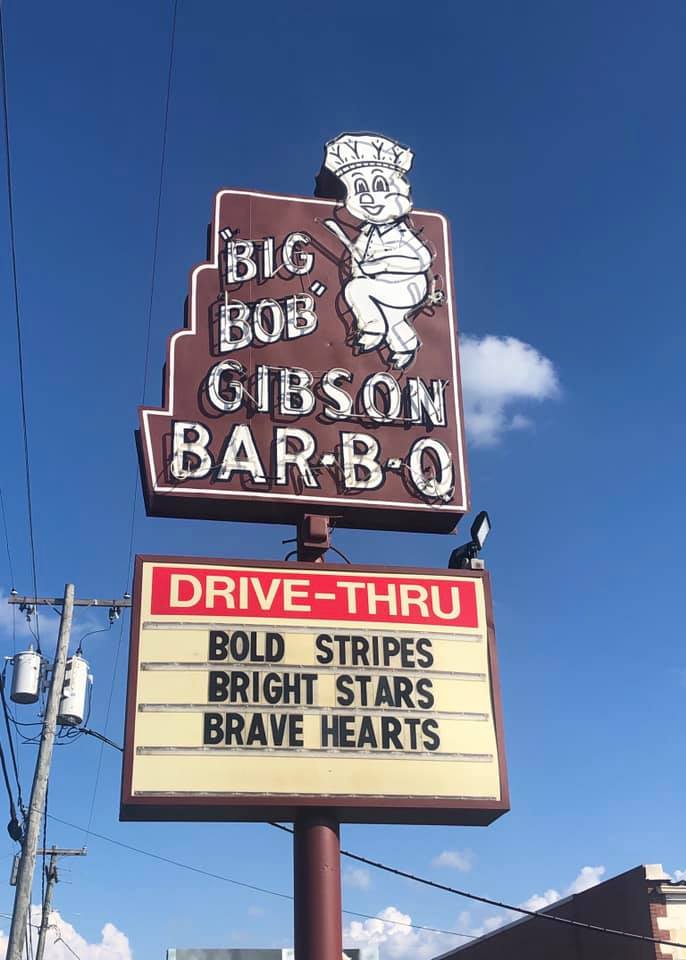 "BIG
BOB"
GIBSON
BAR-B-Q
DRIVE-THRU
BOLD STRIPES
BRIGHT STARS
BRAVE HEARTS